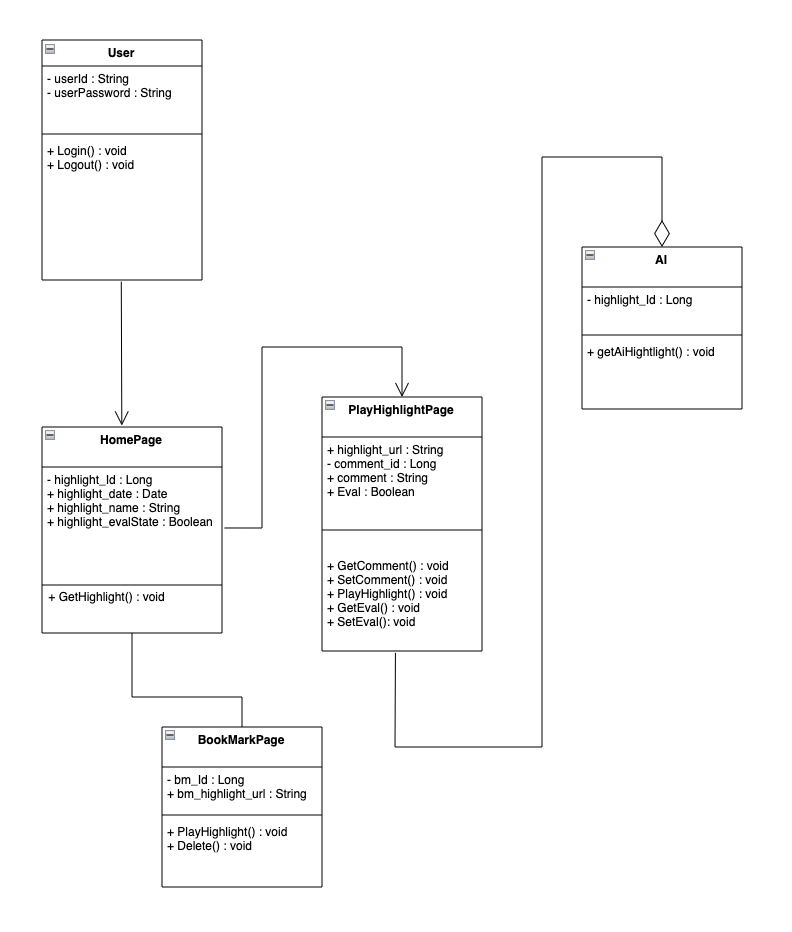 User
- userId : String
- userPassword : String
+ Login() : void
+ Logout() : void
AI
- highlight_Id : Long
+ getAiHightlight() : void
PlayHighlightPage
+ highlight_url : String
- comment_id : Long
+ comment : String
+ Eval : Boolean
+ GetComment() : void
+ SetComment() : void
+ PlayHighlight() : void
+ GetEval() : void
+ SetEval(): void
HomePage
- highlight_Id : Long
+ highlight_date : Date
+ highlight_name : String
+ highlight_evalState : Boolean
+ GetHighlight() : void
BookMarkPage
- bm_Id : Long
+ bm_highlight_url : String
+ PlayHighlight() : void
+ Delete() : void